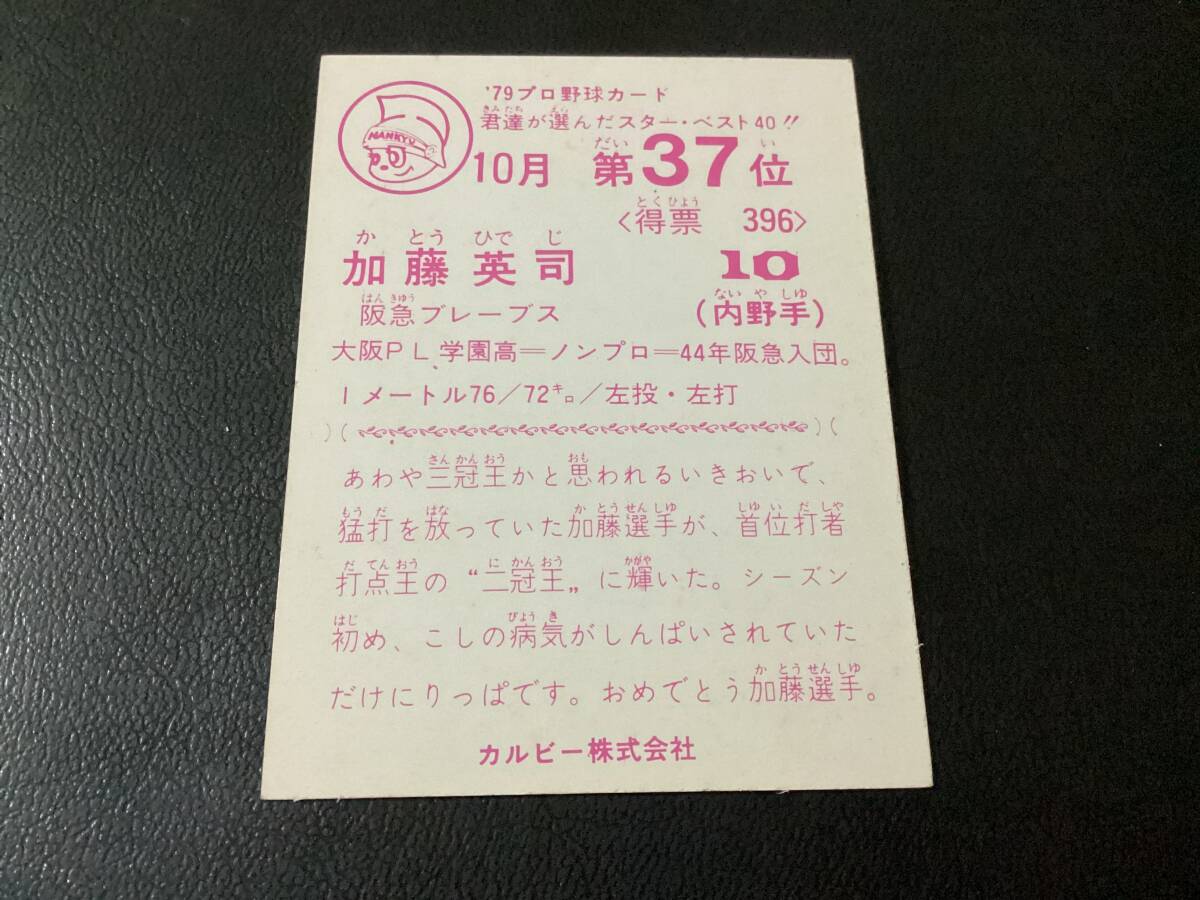 HANKYU
'79プロ野球カード
君達が選んだスター・ベスト40!!
10月 第37位
<得票 396>
加藤英司 10
阪急ブレーブス (内野手)
大阪PL学園高=ノンプロ=44年阪急入団。
1メートル76/72キロ/左投・左打
あわや三冠王かと思われるいきおいで、
猛打を放っていた加藤選手が、首位打者
打点王の“二冠王”に輝いた。シーズン
初め、こしの病気がしんぱいされていた
だけにりっぱです。おめでとう加藤選手。
カルビー株式会社